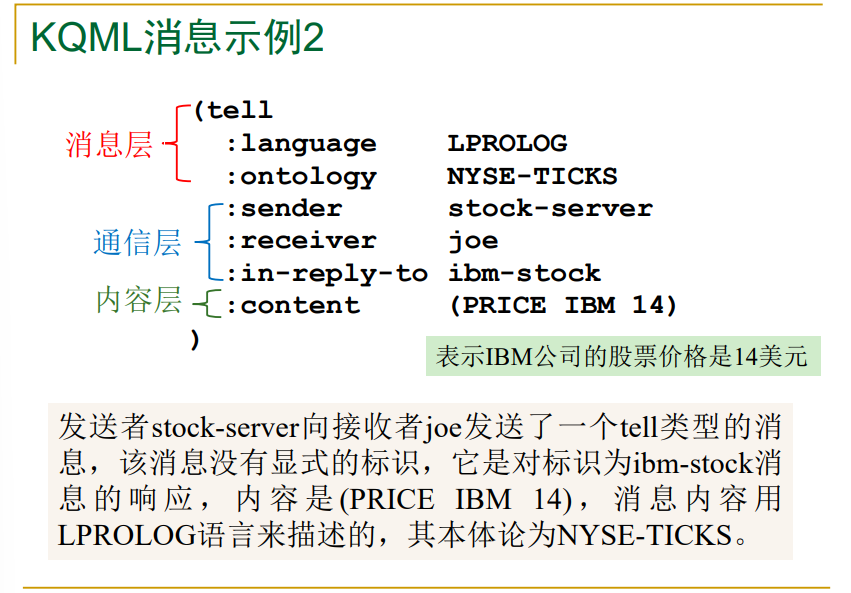 KQML消息示例2
(tell
消息层
:language LPROLOG
:ontology NYSE-TICKS
:sender stock-server
通信层
:receiver joe
:in-reply-to ibm-stock
内容层
:content (PRICE IBM 14)
)
表示IBM公司的股票价格是14美元
发送者stock-server向接收者joe发送了一个tell类型的消
息，该消息没有显式的标识，它是对标识为ibm-stock消
息的响应，内容是(PRICE IBM 14)，消息内容用
LPROLOG语言来描述的，其本体论为NYSE-TICKS。